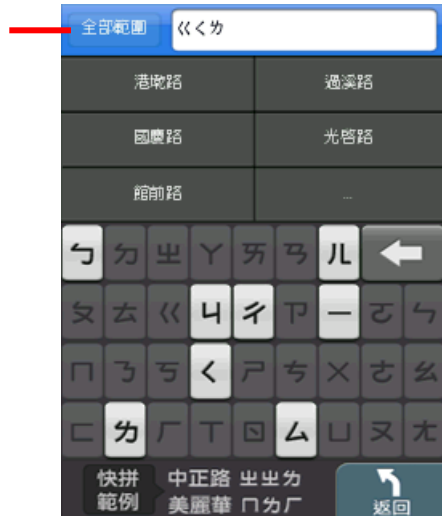 全部範圍 ㄍㄑㄌ
港墘路 過溪路
國慶路 光啓路
館前路 ...
ㄅ ㄉ ㄓ ㄚ ㄞ ㄢ ㄦ
ㄆ ㄊ ㄍ ㄐ ㄔ ㄗ ㄧ ㄛ ㄣ
ㄇ ㄋ ㄎ ㄑ ㄕ ㄘ ㄨ ㄜ ㄠ
ㄈ ㄌ ㄏ ㄒ ㄖ ㄙ ㄩ ㄡ ㄤ
快拼 中正路 ㄓㄓㄌ
範例 美麗華 ㄇㄌㄏ
返回